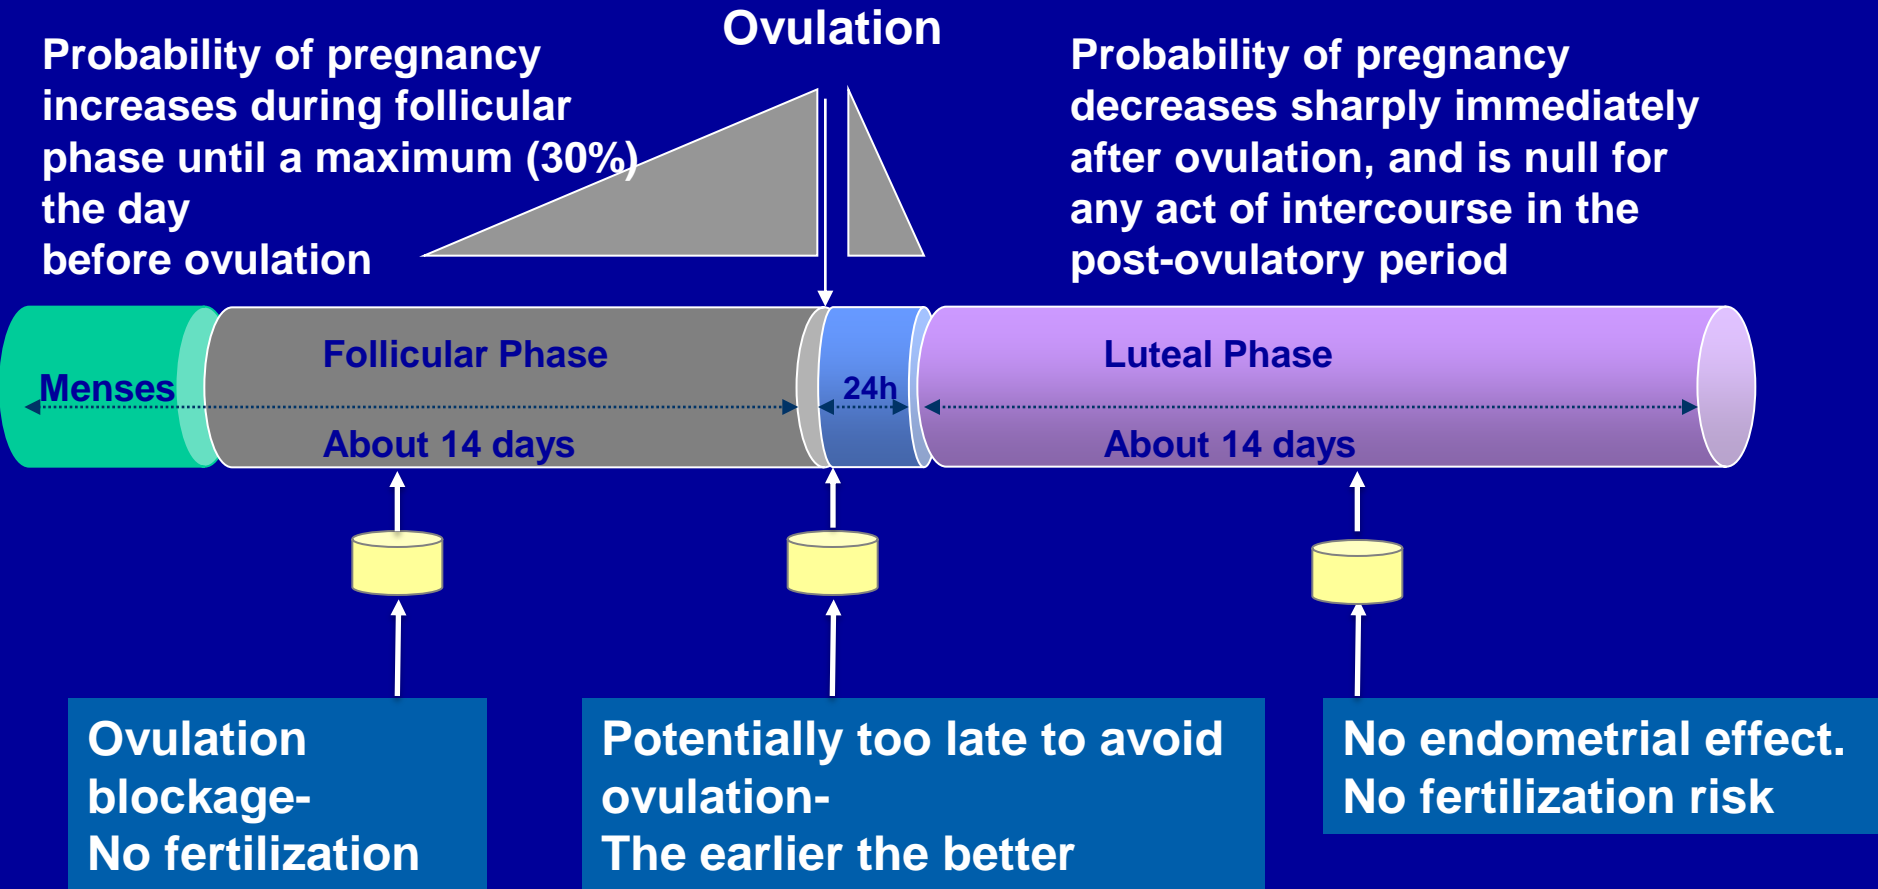 Ovulation
Probability of pregnancy
increases during follicular
phase until a maximum (30%)
the day
before ovulation
Probability of pregnancy
decreases sharply immediately
after ovulation, and is null for
any act of intercourse in the
post-ovulatory period
Menses
Follicular Phase
About 14 days
24h
Luteal Phase
About 14 days
Ovulation
blockage-
No fertilization
Potentially too late to avoid
ovulation-
The earlier the better
No endometrial effect.
No fertilization risk